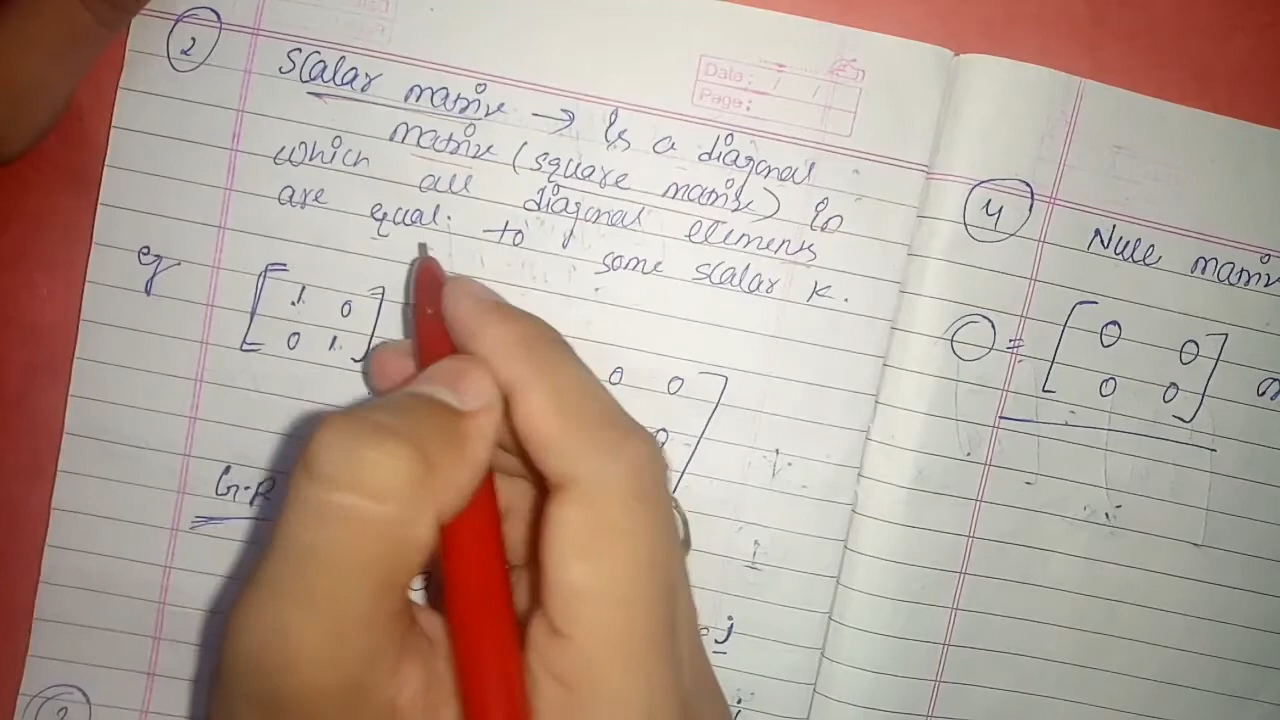 2
Scalar matrix → is a diagonal
matrix (square matrix) in
which all diagonal elements
are equal. to some scalar K.
eg
1 0
0 1
0 0
0
G.R
j
Date: / /
Page:
4
Null matrix
O = [0 0
0 0]